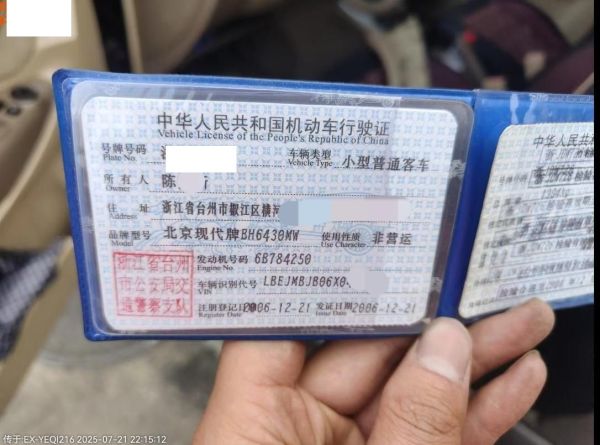 中华人民共和国机动车行驶证
Vehicle License of the People's Republic of China
号牌号码 车辆类型 小型普通客车
Plate No. Vehicle Type
所有人 陈
Owner
住 址 浙江省台州市椒江区横
Address
品牌型号 北京现代牌BH6430MW 使用性质 非营运
Model Use Character
浙江省台州
市公安局交
通警察支队
发动机号码 6B784250
Engine No.
车辆识别代号 LBEJMBJB06X0
VIN
注册登记日 2006-12-21 发证日期 2006-12-21
Register Date Issue Date
中华人民共
传于:EX-YEQI216 2025-07-21 22:15:12